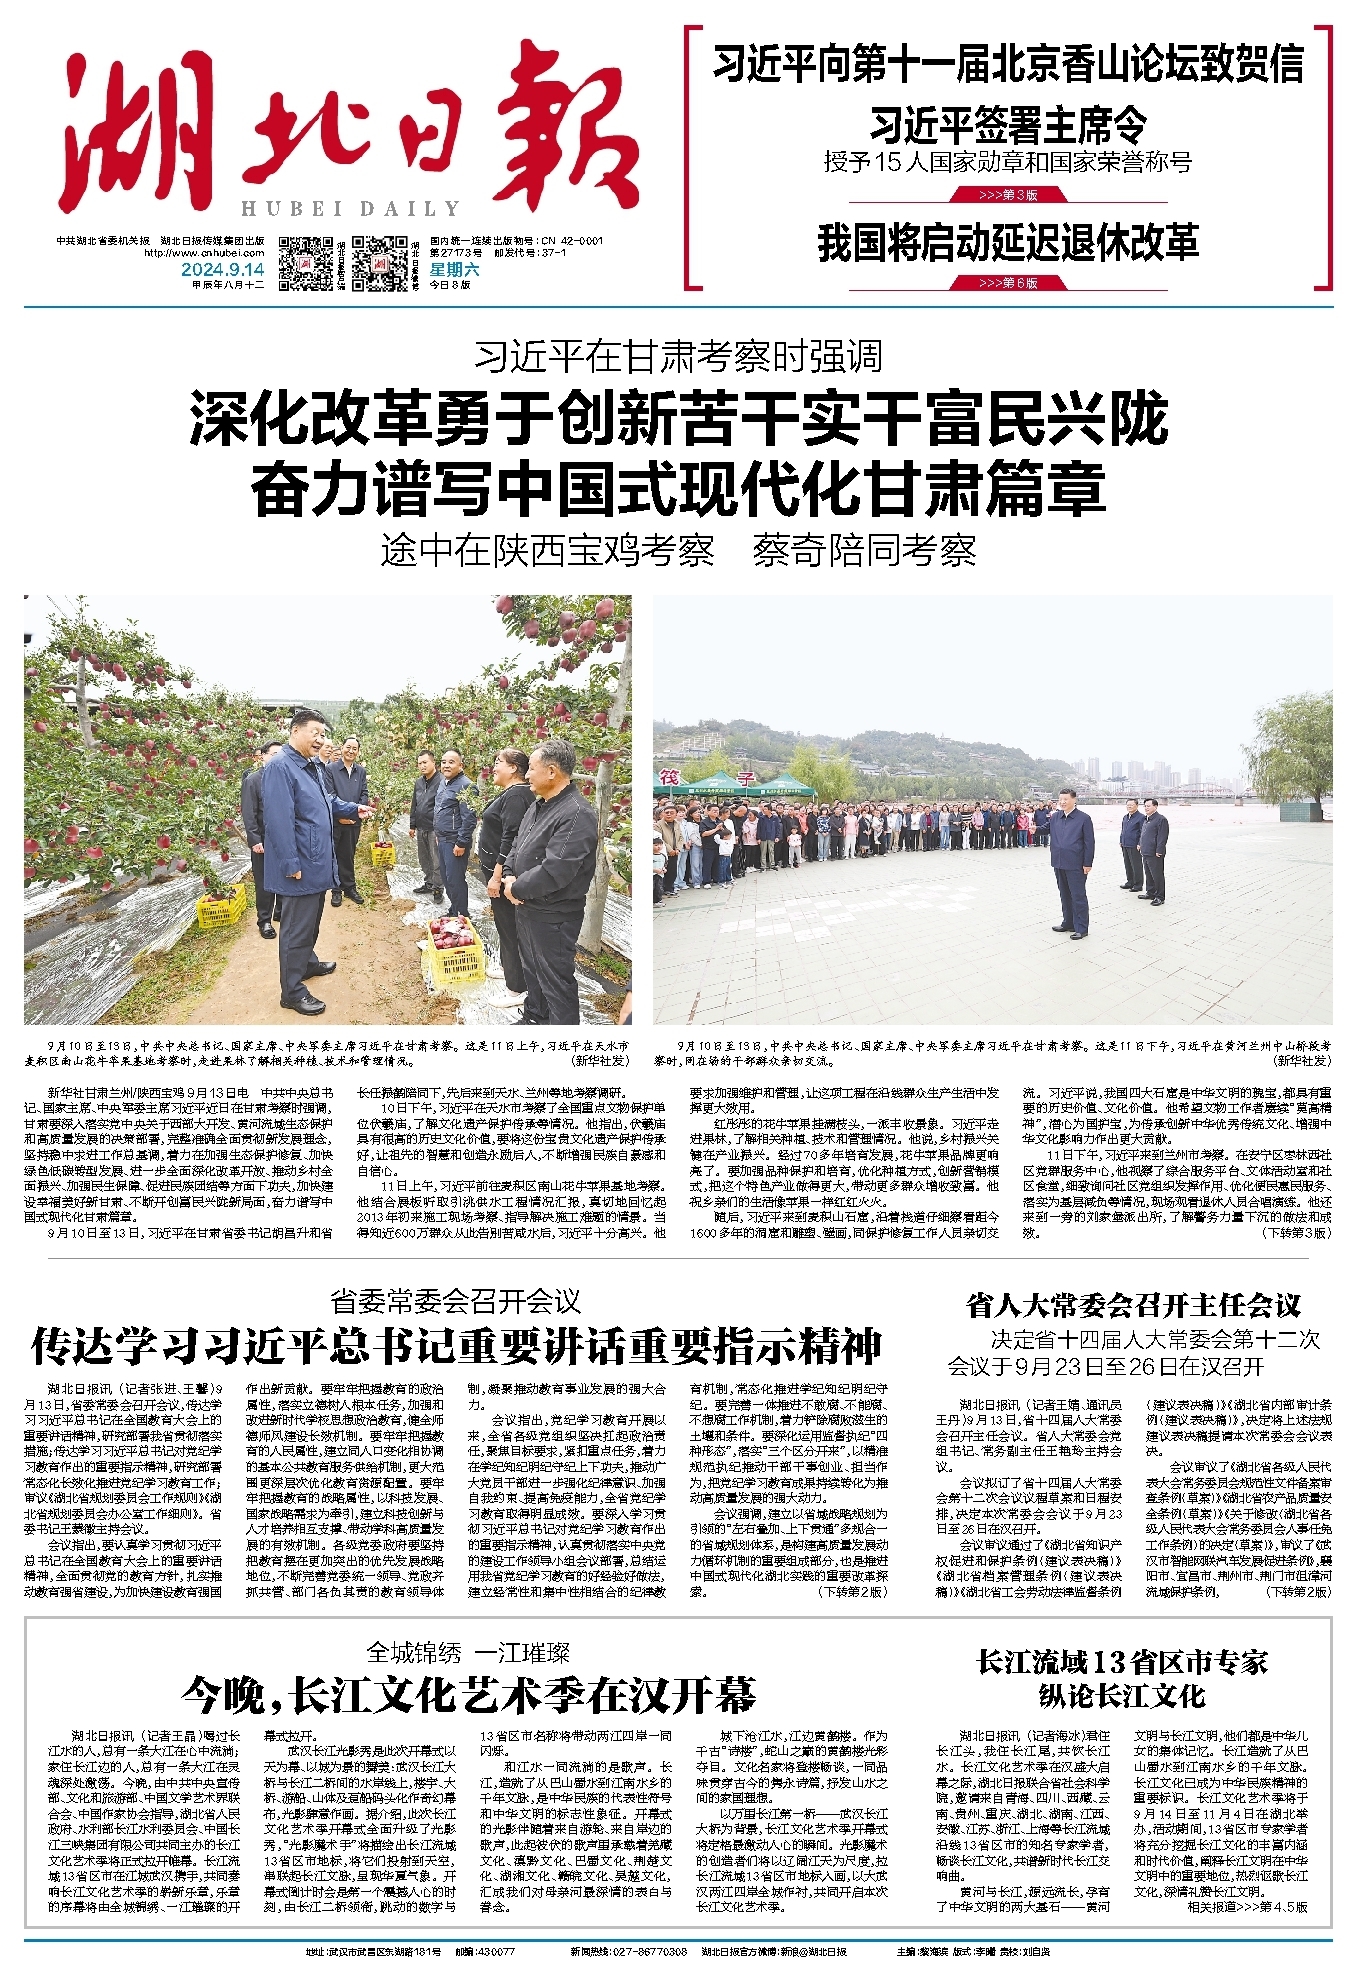 湖北日报
HUBEI DAILY
中共湖北省委机关报 湖北日报传媒集团出版
http://www.cnhubei.com
2024.9.14
甲辰年八月十二
国内统一连续出版物号:CN 42-0001
第27173号 邮发代号:37-1
星期六
今日8版
习近平向第十一届北京香山论坛致贺信
习近平签署主席令
授予15人国家勋章和国家荣誉称号
>>>第3版
我国将启动延迟退休改革
>>>第6版
习近平在甘肃考察时强调
深化改革勇于创新苦干实干富民兴陇
奋力谱写中国式现代化甘肃篇章
途中在陕西宝鸡考察 蔡奇陪同考察
筏
子
9月10日至13日,中共中央总书记、国家主席、中央军委主席习近平在甘肃考察。这是11日上午,习近平在天水市
麦积区南山花牛苹果基地考察时,走进果林了解相关种植、技术和管理情况。 (新华社发)
9月10日至13日,中共中央总书记、国家主席、中央军委主席习近平在甘肃考察。这是11日下午,习近平在黄河兰州中山桥段考
察时,同在场的干部群众亲切交流。 (新华社发)
新华社甘肃兰州/陕西宝鸡9月13日电 中共中央总书
记、国家主席、中央军委主席习近平近日在甘肃考察时强调,
甘肃要深入落实党中央关于西部大开发、黄河流域生态保护
和高质量发展的决策部署,完整准确全面贯彻新发展理念,
坚持稳中求进工作总基调,着力在加强生态保护修复、加快
绿色低碳转型发展、进一步全面深化改革开放、推动乡村全
面振兴、加强民生保障、促进民族团结等方面下功夫,加快建
设幸福美好新甘肃、不断开创富民兴陇新局面,奋力谱写中
国式现代化甘肃篇章。
9月10日至13日,习近平在甘肃省委书记胡昌升和省
长任振鹤陪同下,先后来到天水、兰州等地考察调研。
10日下午,习近平在天水市考察了全国重点文物保护单
位伏羲庙,了解文化遗产保护传承等情况。他指出,伏羲庙
具有很高的历史文化价值,要将这份宝贵文化遗产保护传承
好,让祖先的智慧和创造永励后人,不断增强民族自豪感和
自信心。
11日上午,习近平前往麦积区南山花牛苹果基地考察。
他结合展板听取引洮供水工程情况汇报,真切地回忆起
2013年初来施工现场考察、指导解决施工难题的情景。当
得知近600万群众从此告别苦咸水后,习近平十分高兴。他
要求加强维护和管理,让这项工程在沿线群众生产生活中发
挥更大效用。
红彤彤的花牛苹果挂满枝头,一派丰收景象。习近平走
进果林,了解相关种植、技术和管理情况。他说,乡村振兴关
键在产业振兴。经过70多年培育发展,花牛苹果品牌更响
亮了。要加强品种保护和培育,优化种植方式,创新营销模
式,把这个特色产业做得更大,带动更多群众增收致富。他
祝乡亲们的生活像苹果一样红红火火。
随后,习近平来到麦积山石窟,沿着栈道仔细察看距今
1600多年的洞窟和雕塑、壁画,同保护修复工作人员亲切交
流。习近平说,我国四大石窟是中华文明的瑰宝,都具有重
要的历史价值、文化价值。他希望文物工作者赓续“莫高精
神”,潜心为国护宝,为传承创新中华优秀传统文化、增强中
华文化影响力作出更大贡献。
11日下午,习近平来到兰州市考察。在安宁区枣林西社
区党群服务中心,他视察了综合服务平台、文体活动室和社
区食堂,细致询问社区党组织发挥作用、优化便民惠民服务、
落实为基层减负等情况,现场观看退休人员合唱演练。他还
来到一旁的刘家堡派出所,了解警务力量下沉的做法和成
效。 (下转第3版)
省委常委会召开会议
传达学习习近平总书记重要讲话重要指示精神
湖北日报讯 (记者张进、王馨)9
月13日,省委常委会召开会议,传达学
习习近平总书记在全国教育大会上的
重要讲话精神,研究部署我省贯彻落实
措施;传达学习习近平总书记对党纪学
习教育作出的重要指示精神,研究部署
常态化长效化推进党纪学习教育工作;
审议《湖北省规划委员会工作规则》《湖
北省规划委员会办公室工作细则》。省
委书记王蒙徽主持会议。
会议指出,要认真学习贯彻习近平
总书记在全国教育大会上的重要讲话
精神,全面贯彻党的教育方针,扎实推
动教育强省建设,为加快建设教育强国
作出新贡献。要牢牢把握教育的政治
属性,落实立德树人根本任务,加强和
改进新时代学校思想政治教育,健全师
德师风建设长效机制。要牢牢把握教
育的人民属性,建立同人口变化相协调
的基本公共教育服务供给机制,更大范
围更深层次优化教育资源配置。要牢
牢把握教育的战略属性,以科技发展、
国家战略需求为牵引,建立科技创新与
人才培养相互支撑、带动学科高质量发
展的有效机制。各级党委政府要坚持
把教育摆在更加突出的优先发展战略
地位,不断完善党委统一领导、党政齐
抓共管、部门各负其责的教育领导体
制,凝聚推动教育事业发展的强大合
力。
会议指出,党纪学习教育开展以
来,全省各级党组织坚决扛起政治责
任,聚焦目标要求,紧扣重点任务,着力
在学纪知纪明纪守纪上下功夫,推动广
大党员干部进一步强化纪律意识、加强
自我约束、提高免疫能力,全省党纪学
习教育取得明显成效。要深入学习贯
彻习近平总书记对党纪学习教育作出
的重要指示精神,认真贯彻落实中央党
的建设工作领导小组会议部署,总结运
用我省党纪学习教育的好经验好做法,
建立经常性和集中性相结合的纪律教
育机制,常态化推进学纪知纪明纪守
纪。要完善一体推进不敢腐、不能腐、
不想腐工作机制,着力铲除腐败滋生的
土壤和条件。要深化运用监督执纪“四
种形态”,落实“三个区分开来”,以精准
规范执纪推动干部干事创业、担当作
为,把党纪学习教育成果持续转化为推
动高质量发展的强大动力。
会议强调,建立以省域战略规划为
引领的“左右叠加、上下贯通”多规合一
的省域规划体系,是构建高质量发展动
力循环机制的重要组成部分,也是推进
中国式现代化湖北实践的重要改革探
索。 (下转第2版)
省人大常委会召开主任会议
决定省十四届人大常委会第十二次
会议于9月23日至26日在汉召开
湖北日报讯 (记者王婧、通讯员
王丹)9月13日,省十四届人大常委
会召开主任会议。省人大常委会党
组书记、常务副主任王艳玲主持会
议。
会议拟订了省十四届人大常委
会第十二次会议议程草案和日程安
排,决定本次常委会会议于9月23
日至26日在汉召开。
会议审议通过了《湖北省知识产
权促进和保护条例(建议表决稿)》
《湖北省档案管理条例(建议表决
稿)》《湖北省工会劳动法律监督条例
(建议表决稿)》《湖北省内部审计条
例(建议表决稿)》,决定将上述法规
建议表决稿提请本次常委会会议表
决。
会议审议了《湖北省各级人民代
表大会常务委员会规范性文件备案审
查条例(草案)》《湖北省农产品质量安
全条例(草案)》《关于修改〈湖北省各
级人民代表大会常务委员会人事任免
工作条例〉的决定(草案)》,审议了《武
汉市智能网联汽车发展促进条例》,襄
阳市、宜昌市、荆州市、荆门市沮漳河
流域保护条例, (下转第2版)
全城锦绣 一江璀璨
今晚,长江文化艺术季在汉开幕
湖北日报讯 (记者王晶)喝过长
江水的人,总有一条大江在心中流淌;
家住长江边的人,总有一条大江在灵
魂深处激荡。今晚,由中共中央宣传
部、文化和旅游部、中国文学艺术界联
合会、中国作家协会指导,湖北省人民
政府、水利部长江水利委员会、中国长
江三峡集团有限公司共同主办的长江
文化艺术季将正式拉开帷幕。长江流
域13省区市在江城武汉携手,共同奏
响长江文化艺术季的崭新乐章,乐章
的序幕将由全城锦绣、一江璀璨的开
幕式拉开。
武汉长江光影秀是此次开幕式以
天为幕、以城为景的舞美:武汉长江大
桥与长江二桥间的水岸线上,楼宇、大
桥、游船、山体及趸船码头化作奇幻幕
布,光影肆意作画。据介绍,此次长江
文化艺术季开幕式全面升级了光影
秀,“光影魔术手”将描绘出长江流域
13省区市地标,将它们投射到天空,
串联起长江文脉,呈现华夏气象。开
幕式倒计时会是第一个震撼人心的时
刻,由长江二桥领衔,跳动的数字与
13省区市名称将带动两江四岸一同
闪烁。
和江水一同流淌的是歌声。长
江,造就了从巴山蜀水到江南水乡的
千年文脉,是中华民族的代表性符号
和中华文明的标志性象征。开幕式
的光影伴随着来自游轮、来自岸边的
歌声,此起彼伏的歌声里承载着羌藏
文化、滇黔文化、巴蜀文化、荆楚文
化、湖湘文化、赣皖文化、吴越文化,
汇成我们对母亲河最深情的表白与
眷念。
城下沧江水,江边黄鹤楼。作为
千古“诗楼”,蛇山之巅的黄鹤楼光彩
夺目。文化名家将登楼畅谈,一同品
味贯穿古今的隽永诗篇,抒发山水之
间的家国理想。
以万里长江第一桥——武汉长江
大桥为背景,长江文化艺术季开幕式
将定格最激动人心的瞬间。光影魔术
的创造者们将以辽阔江天为尺度,拉
长江流域13省区市地标入画,以大武
汉两江四岸全城作衬,共同开启本次
长江文化艺术季。
长江流域13省区市专家
纵论长江文化
湖北日报讯 (记者海冰)君住
长江头,我住长江尾,共饮长江
水。长江文化艺术季在汉盛大启
幕之际,湖北日报联合省社会科学
院,邀请来自青海、四川、西藏、云
南、贵州、重庆、湖北、湖南、江西、
安徽、江苏、浙江、上海等长江流域
沿线13省区市的知名专家学者,
畅谈长江文化,共谱新时代长江交
响曲。
黄河与长江,源远流长,孕育
了中华文明的两大基石——黄河
文明与长江文明,他们都是中华儿
女的集体记忆。长江造就了从巴
山蜀水到江南水乡的千年文脉。
长江文化已成为中华民族精神的
重要标识。长江文化艺术季将于
9月14日至11月4日在湖北举
办,活动期间,13省区市专家学者
将充分挖掘长江文化的丰富内涵
和时代价值,阐释长江文明在中华
文明中的重要地位,热烈讴歌长江
文化,深情礼赞长江文明。
相关报道>>>第4、5版
地址:武汉市武昌区东湖路181号 邮编:430077 新闻热线:027-86770308 湖北日报官方微博:新浪@湖北日报 主编:黎海滨 版式:李曙 责校:刘自贤